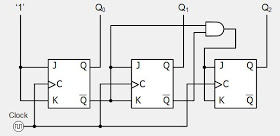 '1' Q0 Q1 Q2
J Q J Q J Q
C C C
Clock
K Q̅ K Q̅ K Q̅